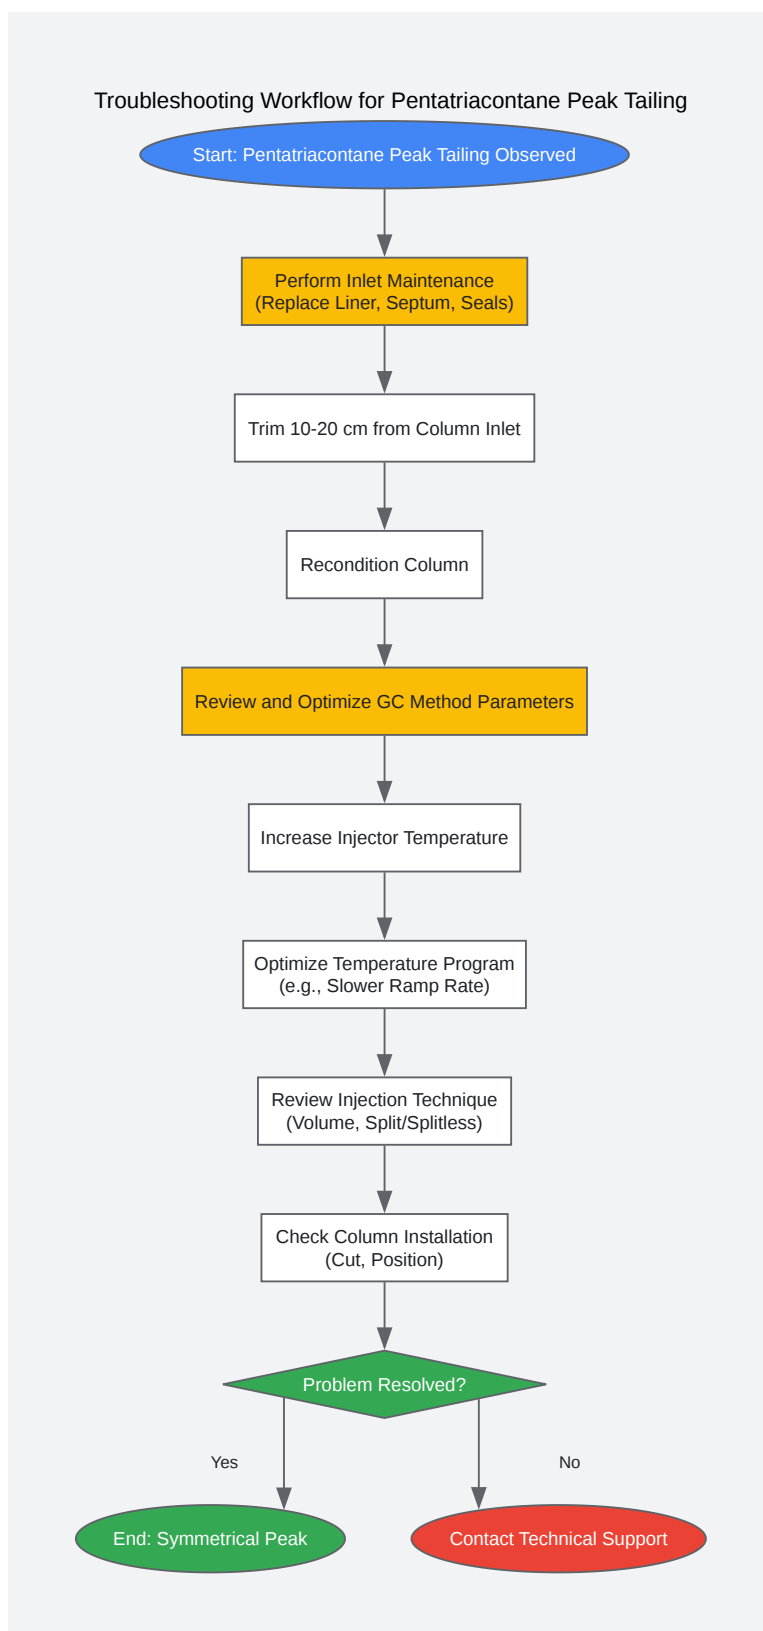 Troubleshooting Workflow for Pentatriacontane Peak Tailing
Start: Pentatriacontane Peak Tailing Observed
Perform Inlet Maintenance
(Replace Liner, Septum, Seals)
Trim 10-20 cm from Column Inlet
Recondition Column
Review and Optimize GC Method Parameters
Increase Injector Temperature
Optimize Temperature Program
(e.g., Slower Ramp Rate)
Review Injection Technique
(Volume, Split/Splitless)
Check Column Installation
(Cut, Position)
Problem Resolved?
Yes
No
End: Symmetrical Peak
Contact Technical Support